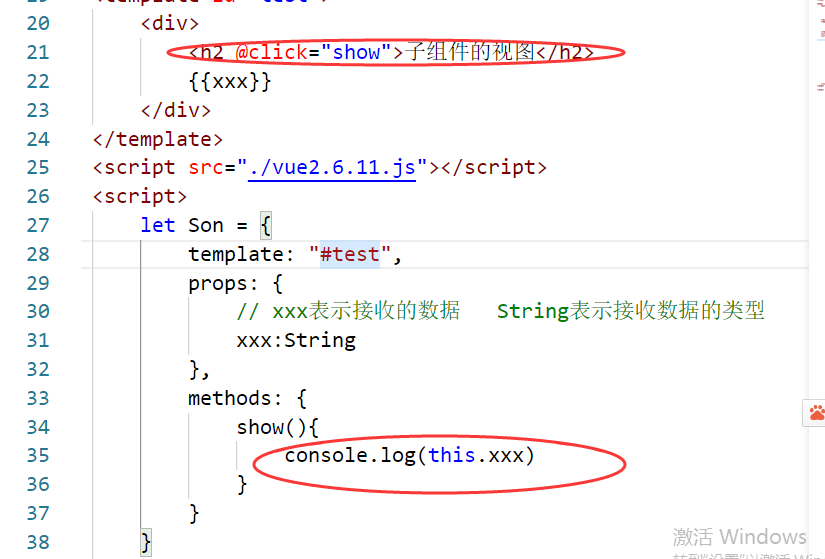 20 <div>
21 <h2 @click="show">子组件的视图</h2>
22 {{xxx}}
23 </div>
24 </template>
25 <script src="./vue2.6.11.js"></script>
26 <script>
27 let Son = {
28 template: "#test",
29 props: {
30 // xxx表示接收的数据 String表示接收数据的类型
31 xxx:String
32 },
33 methods: {
34 show(){
35 console.log(this.xxx)
36 }
37 }
38 }
激活 Windows